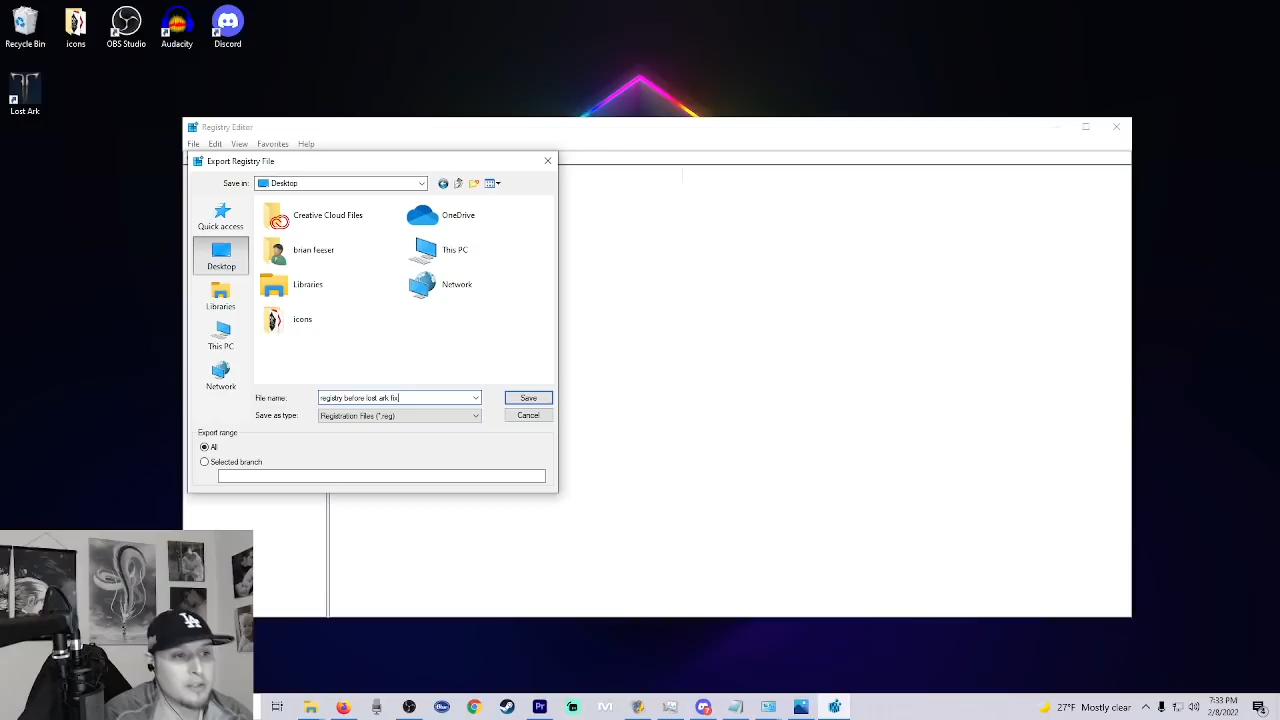 Recycle Bin
icons
OBS Studio
Audacity
Discord
Lost Ark
Registry Editor
File Edit View Favorites Help
Export Registry File
Save in: Desktop
Quick access
Desktop
Libraries
This PC
Network
Creative Cloud Files
OneDrive
brian feeser
This PC
Libraries
Network
icons
File name: registry before lost ark fix Save
Save as type: Registration Files (*.reg) Cancel
Export range
All
Selected branch
LA
27°F Mostly clear
7:33 PM
2/8/2022